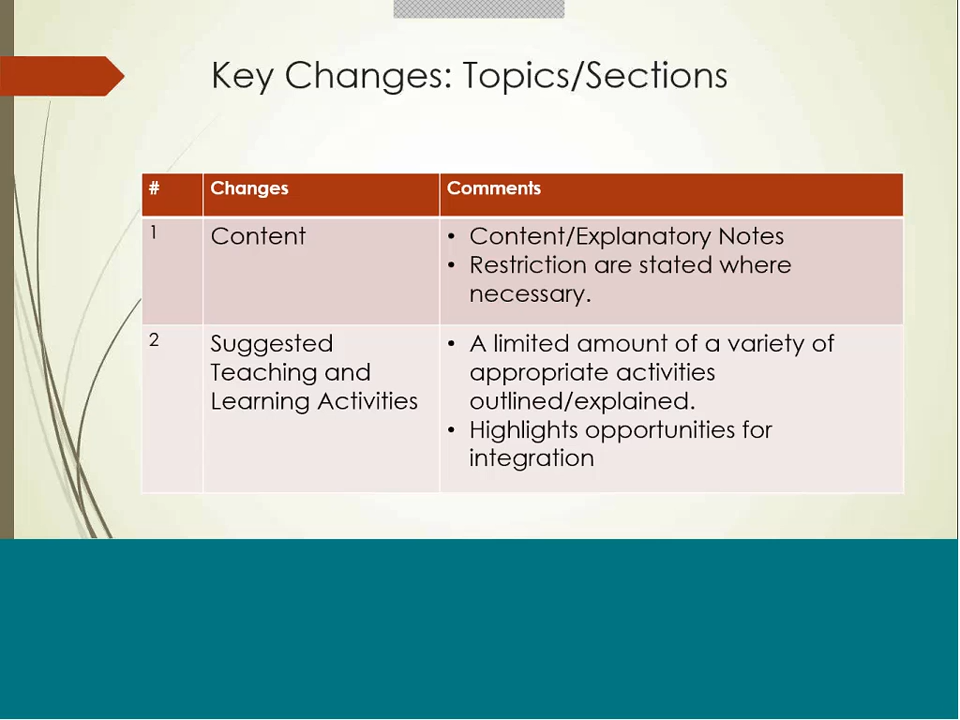 Key Changes: Topics/Sections
# Changes Comments
1 Content • Content/Explanatory Notes
• Restriction are stated where
necessary.
2 Suggested • A limited amount of a variety of
Teaching and appropriate activities
Learning Activities outlined/explained.
• Highlights opportunities for
integration